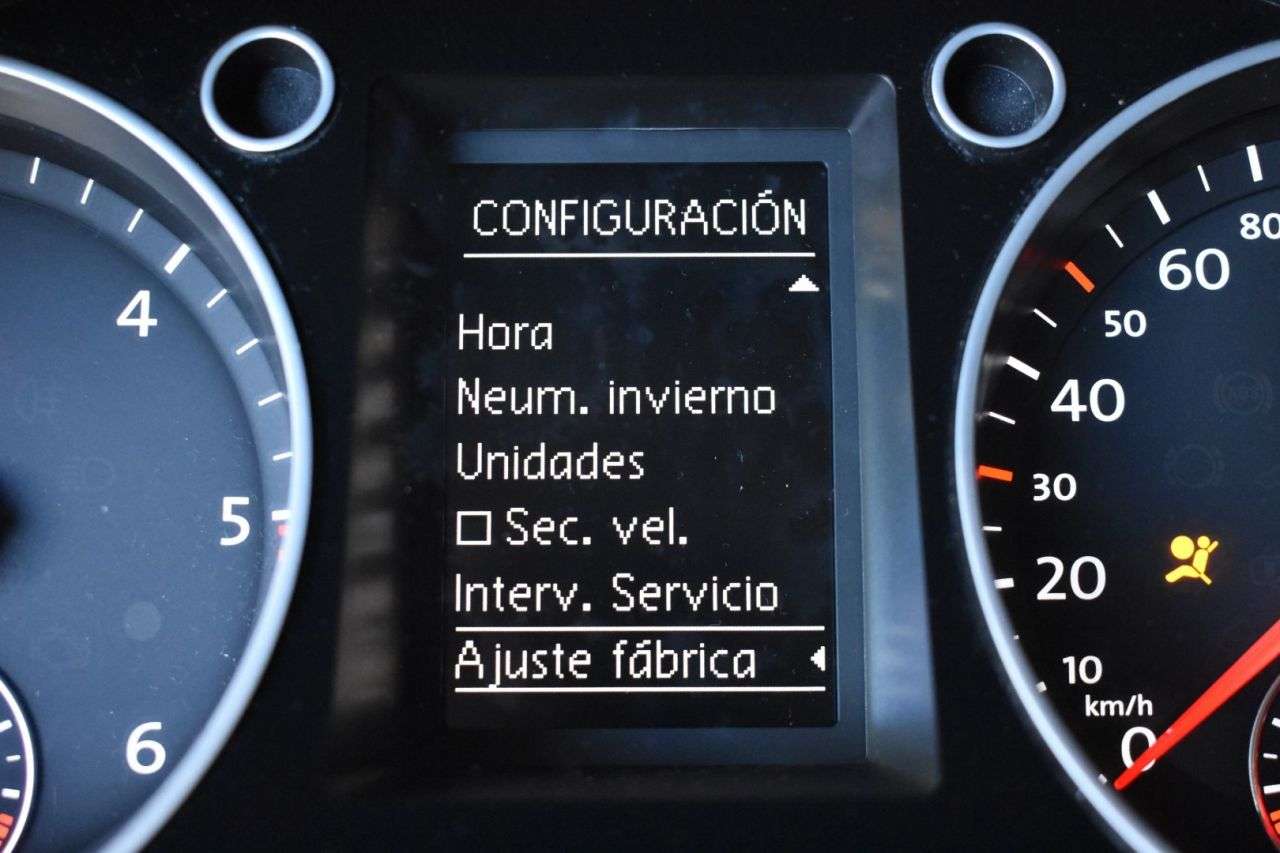 CONFIGURACIÓN
Hora
Neum. invierno
Unidades
Sec. vel.
Interv. Servicio
Ajuste fábrica
4
5
6
80
60
50
40
30
20
10
km/h
0